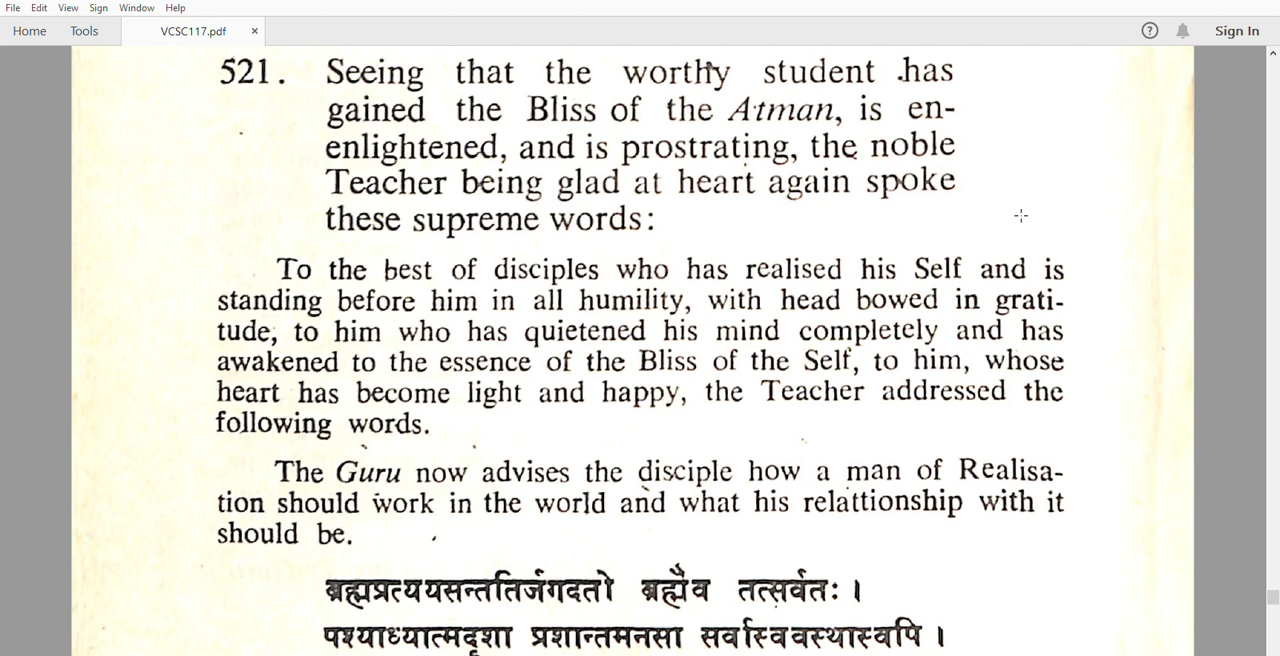 File Edit View Sign Window Help
Home Tools VCSC117.pdf × ? Sign In
521. Seeing that the worthy student has
gained the Bliss of the Atman, is en-
enlightened, and is prostrating, the noble
Teacher being glad at heart again spoke
these supreme words:
To the best of disciples who has realised his Self and is
standing before him in all humility, with head bowed in grati-
tude, to him who has quietened his mind completely and has
awakened to the essence of the Bliss of the Self, to him, whose
heart has become light and happy, the Teacher addressed the
following words.
The Guru now advises the disciple how a man of Realisa-
tion should work in the world and what his relattionship with it
should be.
ब्रह्मप्रत्ययसन्ततिर्जगदतो ब्रह्मैव तत्सर्वतः ।
पश्याध्यात्मदृशा प्रशान्तमनसा सर्वास्ववस्थास्वपि ।